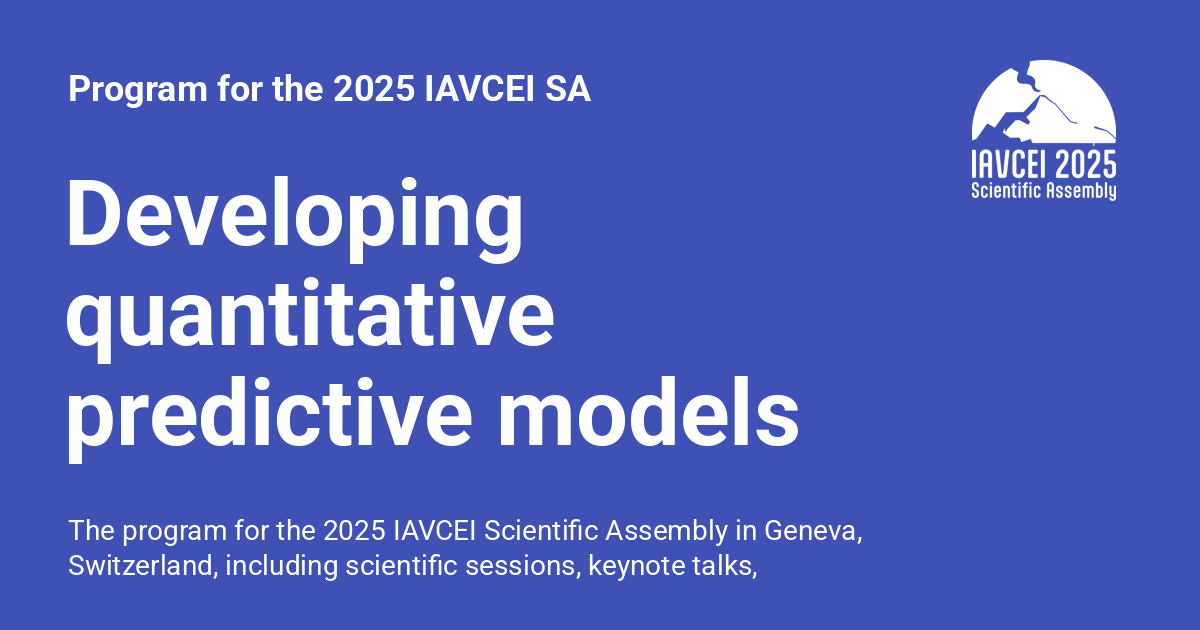 Program for the 2025 IAVCEI SA
IAVCEI 2025
Scientific Assembly
Developing
quantitative
predictive models
The program for the 2025 IAVCEI Scientific Assembly in Geneva,
Switzerland, including scientific sessions, keynote talks,